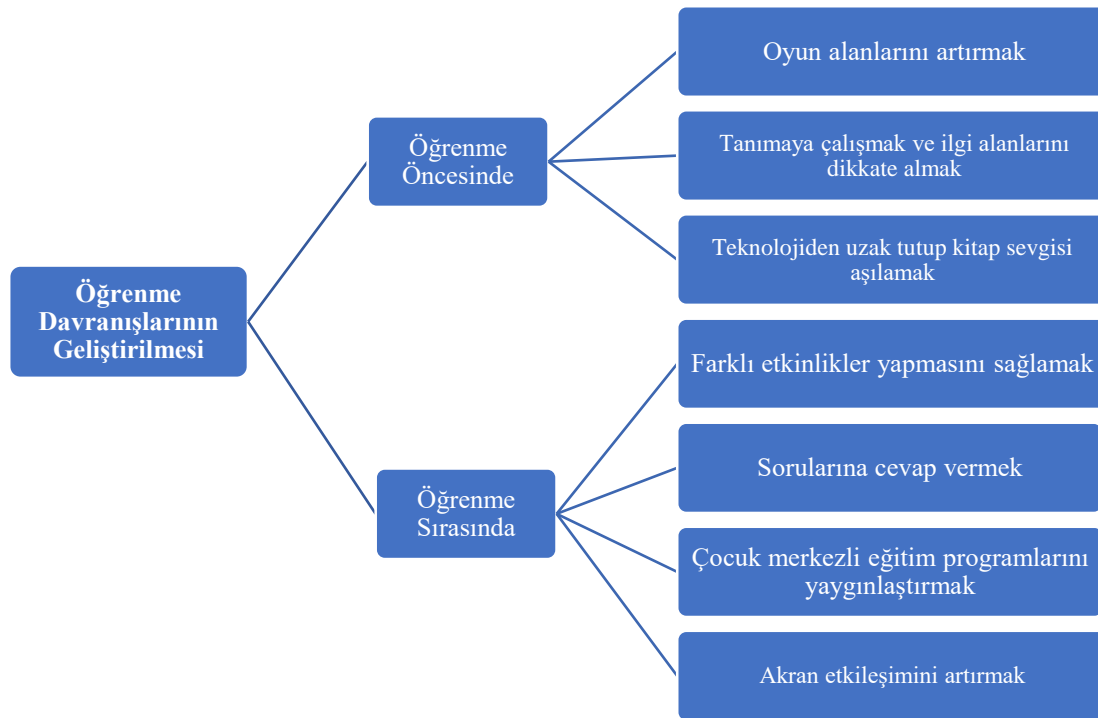 Öğrenme
Davranışlarının
Geliştirilmesi
Öğrenme
Öncesinde
Oyun alanlarını artırmak
Tanımaya çalışmak ve ilgi alanlarını
dikkate almak
Teknolojiden uzak tutup kitap sevgisi
aşılamak
Öğrenme
Sırasında
Farklı etkinlikler yapmasını sağlamak
Sorularına cevap vermek
Çocuk merkezli eğitim programlarını
yaygınlaştırmak
Akran etkileşimini artırmak